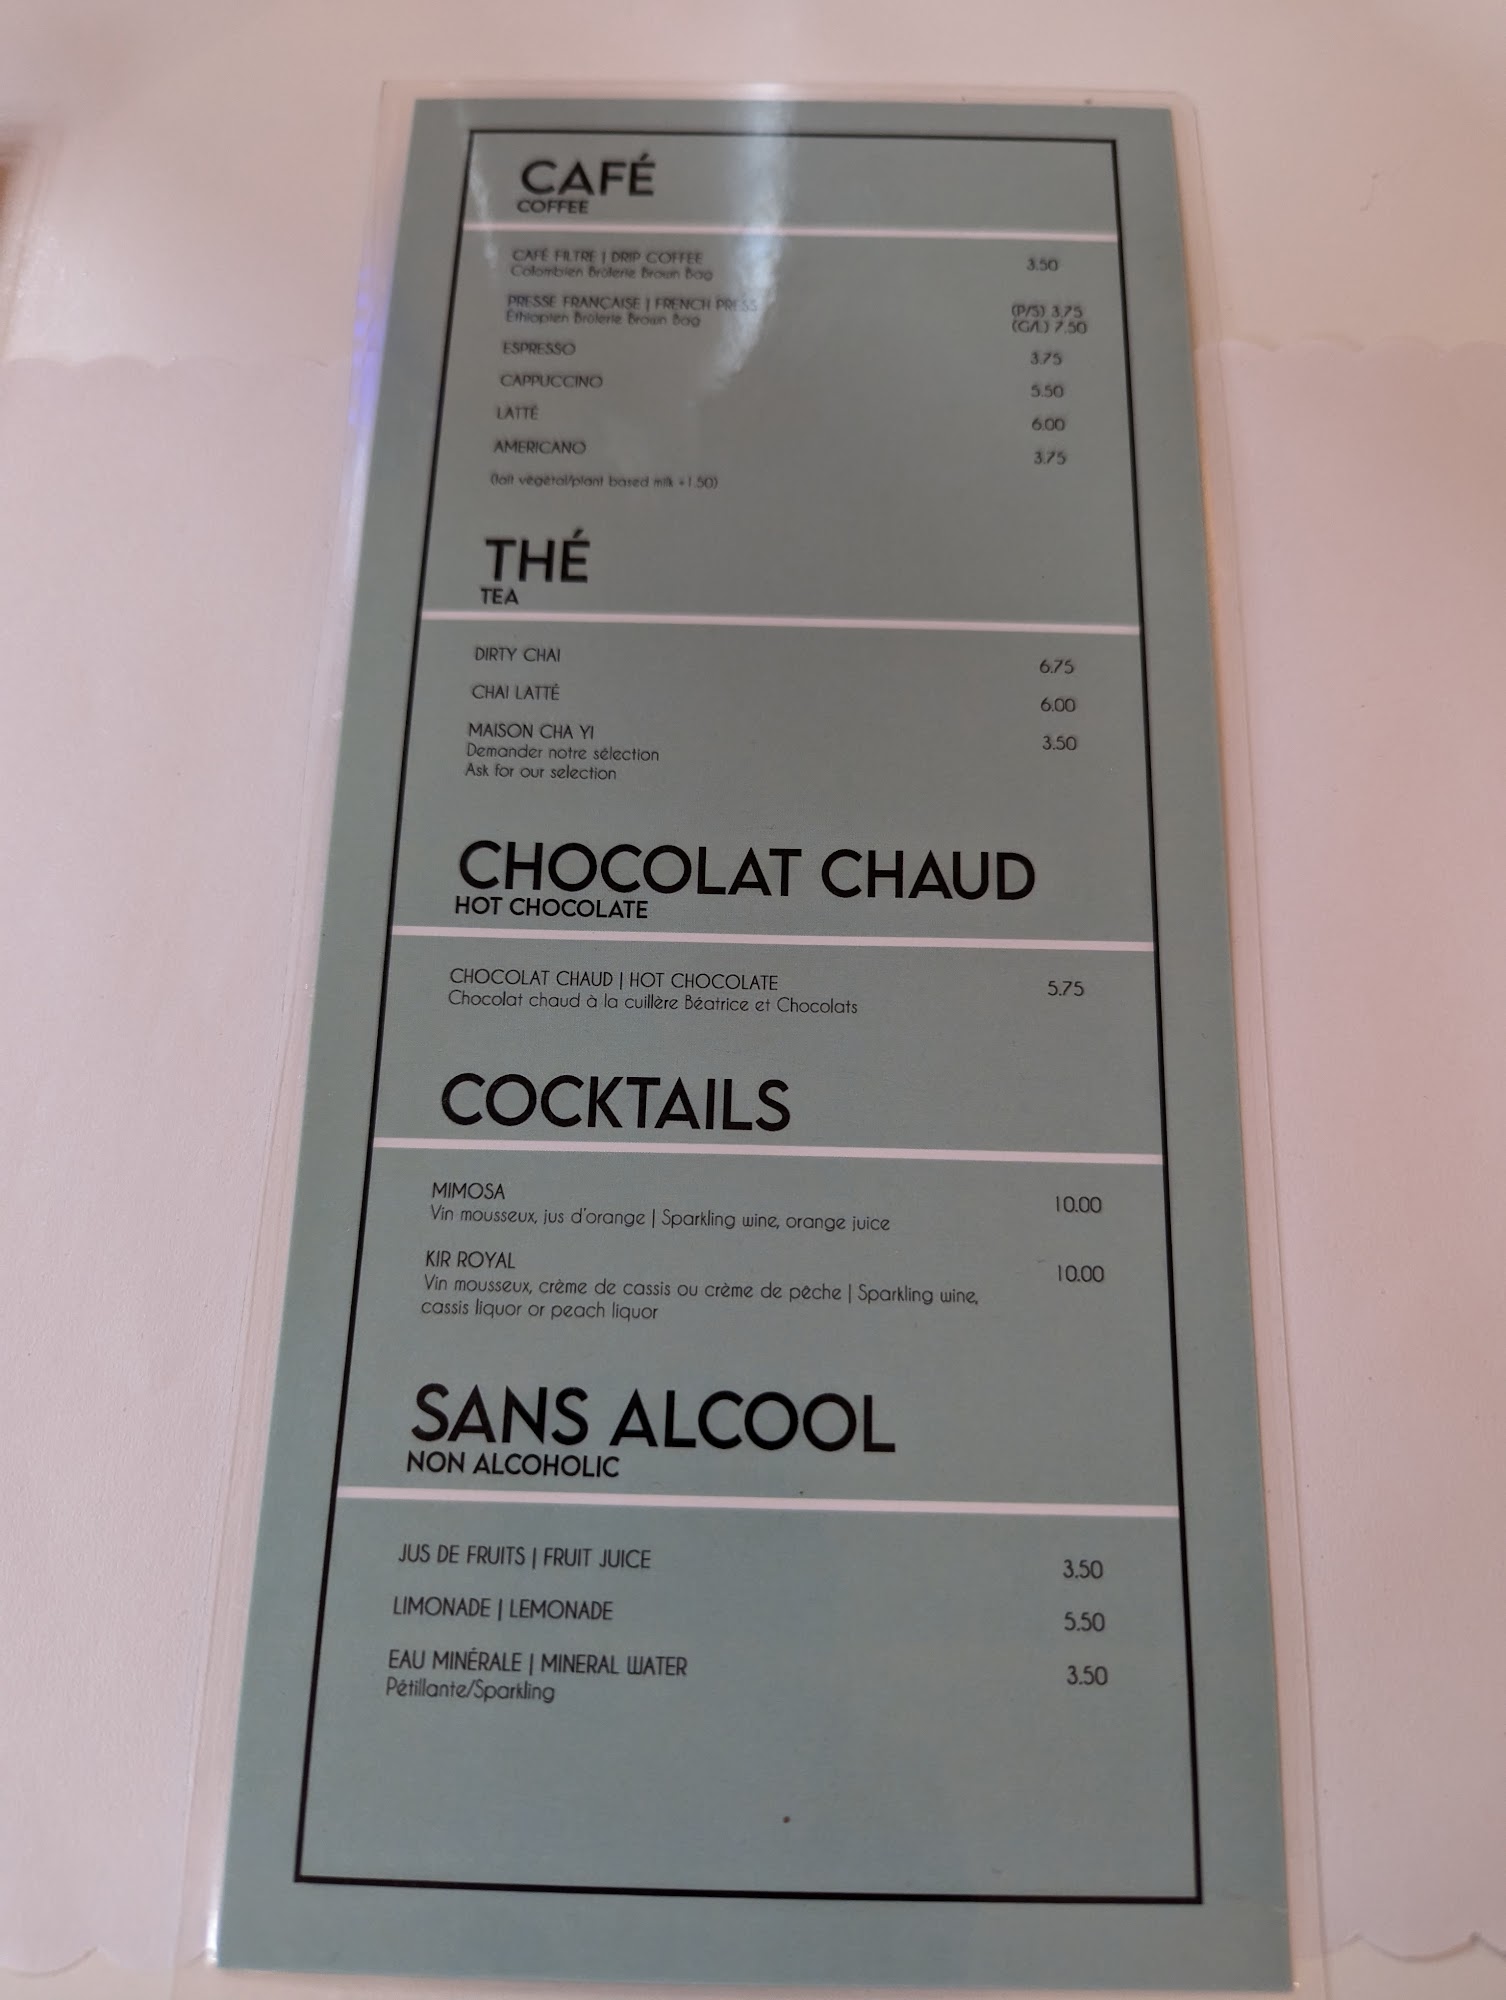 CAFÉ
COFFEE
CAFÉ FILTRE | DRIP COFFEE 3.50
Colombien Brûlerie Brown Bag
PRESSE FRANÇAISE | FRENCH PRESS (P/S) 3.75
Éthiopien Brûlerie Brown Bag (G/L) 7.50
ESPRESSO 3.75
CAPPUCCINO 5.50
LATTÉ 6.00
AMERICANO 3.75
(lait végétal/plant based milk +1.50)
THÉ
TEA
DIRTY CHAI 6.75
CHAI LATTÉ 6.00
MAISON CHA YI 3.50
Demander notre sélection
Ask for our selection
CHOCOLAT CHAUD
HOT CHOCOLATE
CHOCOLAT CHAUD | HOT CHOCOLATE 5.75
Chocolat chaud à la cuillère Béatrice et Chocolats
COCKTAILS
MIMOSA 10.00
Vin mousseux, jus d'orange | Sparkling wine, orange juice
KIR ROYAL 10.00
Vin mousseux, crème de cassis ou crème de pêche | Sparkling wine,
cassis liquor or peach liquor
SANS ALCOOL
NON ALCOHOLIC
JUS DE FRUITS | FRUIT JUICE 3.50
LIMONADE | LEMONADE 5.50
EAU MINÉRALE | MINERAL WATER 3.50
Pétillante/Sparkling